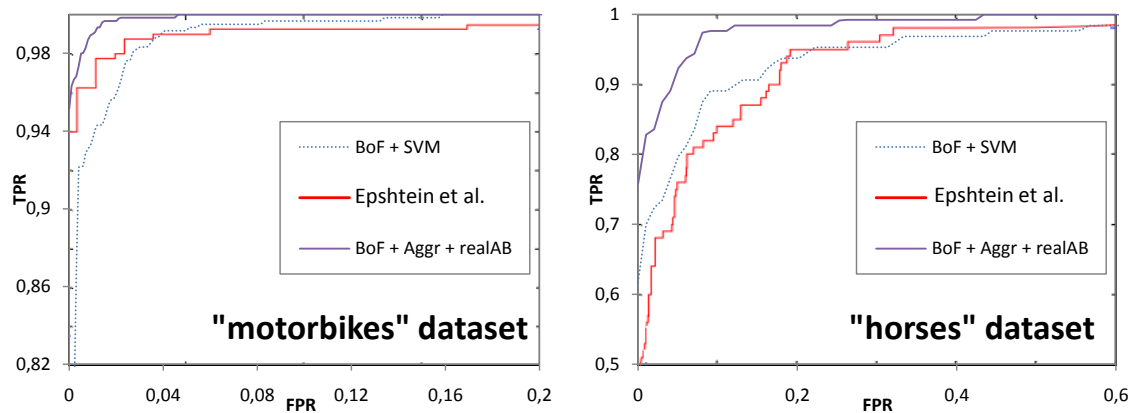 0,98
0,94
0,9
0,86
0,82
TPR
0
0,04
0,08
0,12
0,16
0,2
FPR
BoF + SVM
Epshtein et al.
BoF + Aggr + realAB
"motorbikes" dataset
1
0,9
0,8
0,7
0,6
0,5
TPR
0
0,2
0,4
0,6
FPR
BoF + SVM
Epshtein et al.
BoF + Aggr + realAB
"horses" dataset